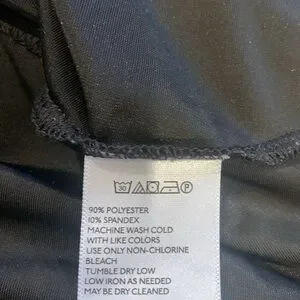 30 P
90% POLYESTER
10% SPANDEX
MACHINE WASH COLD
WITH LIKE COLORS
USE ONLY NON-CHLORINE
BLEACH
TUMBLE DRY LOW
LOW IRON AS NEEDED
MAY BE DRY CLEANED